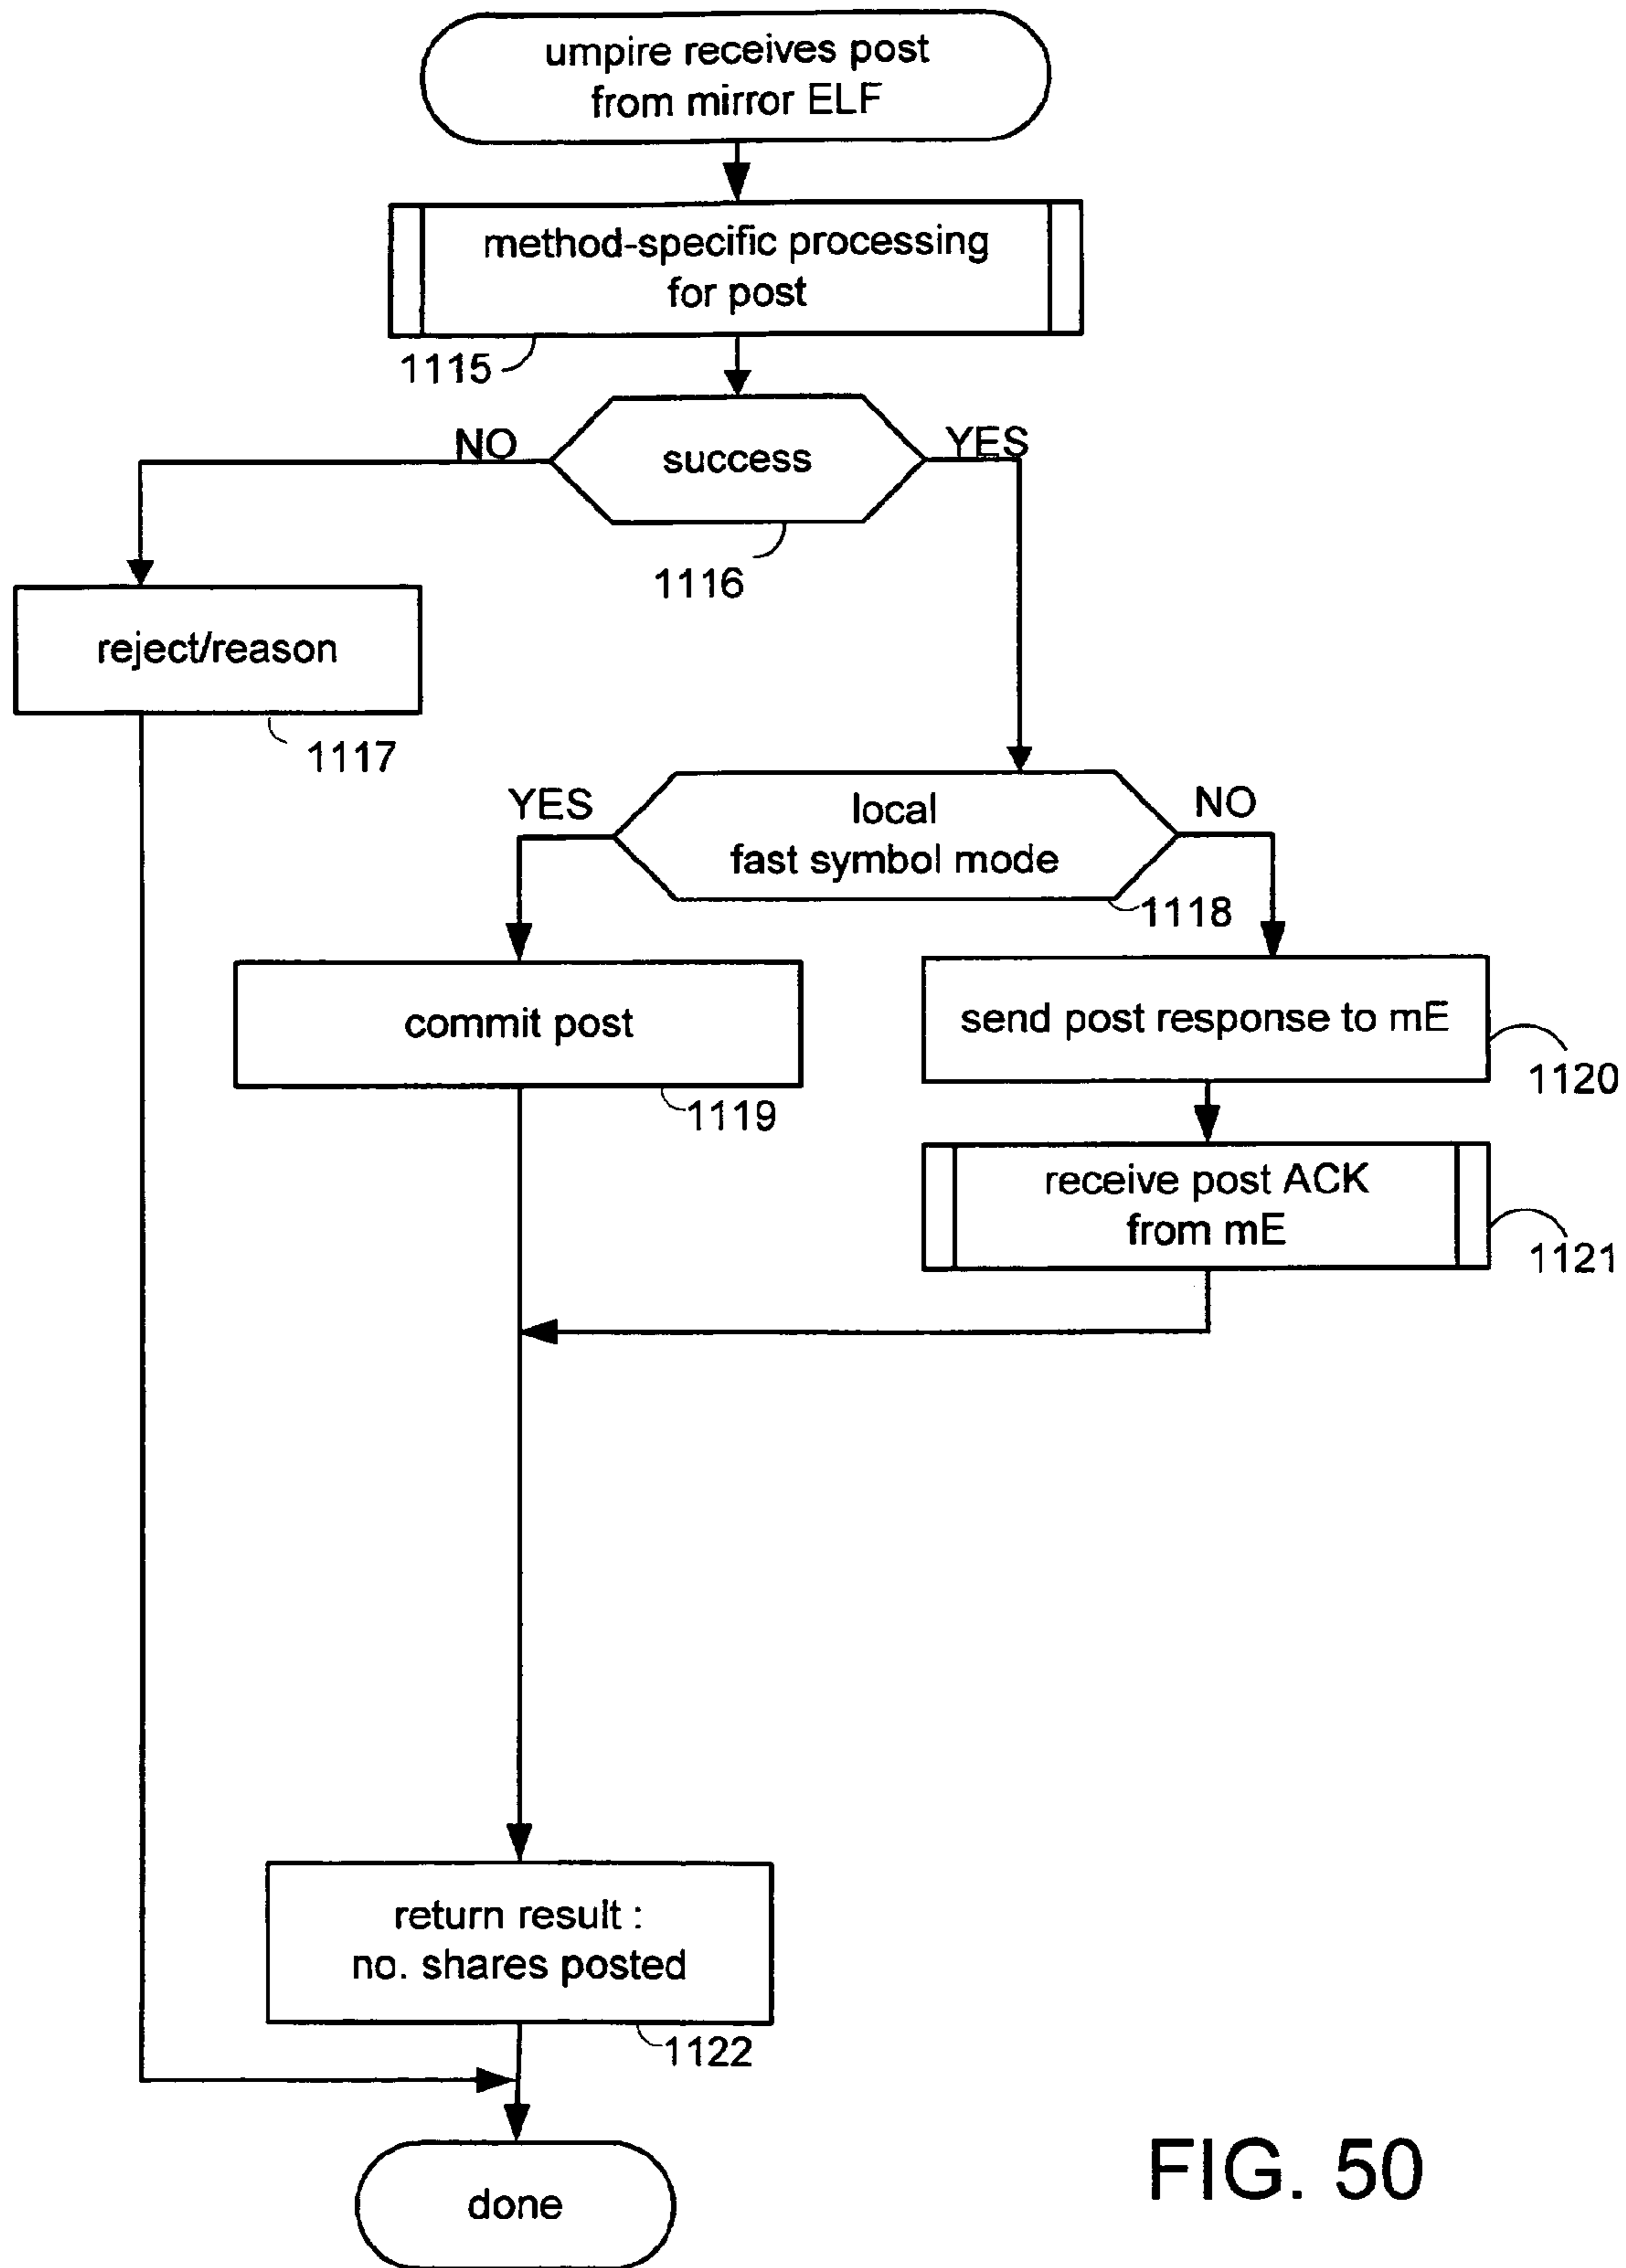 umpire receives post
from mirror ELF
method-specific processing
for post
1115
NO
YES
success
1116
reject/reason
1117
YES
NO
local
fast symbol mode
1118
commit post
1119
send post response to mE
1120
receive post ACK
from mE
1121
return result :
no. shares posted
1122
done
FIG. 50